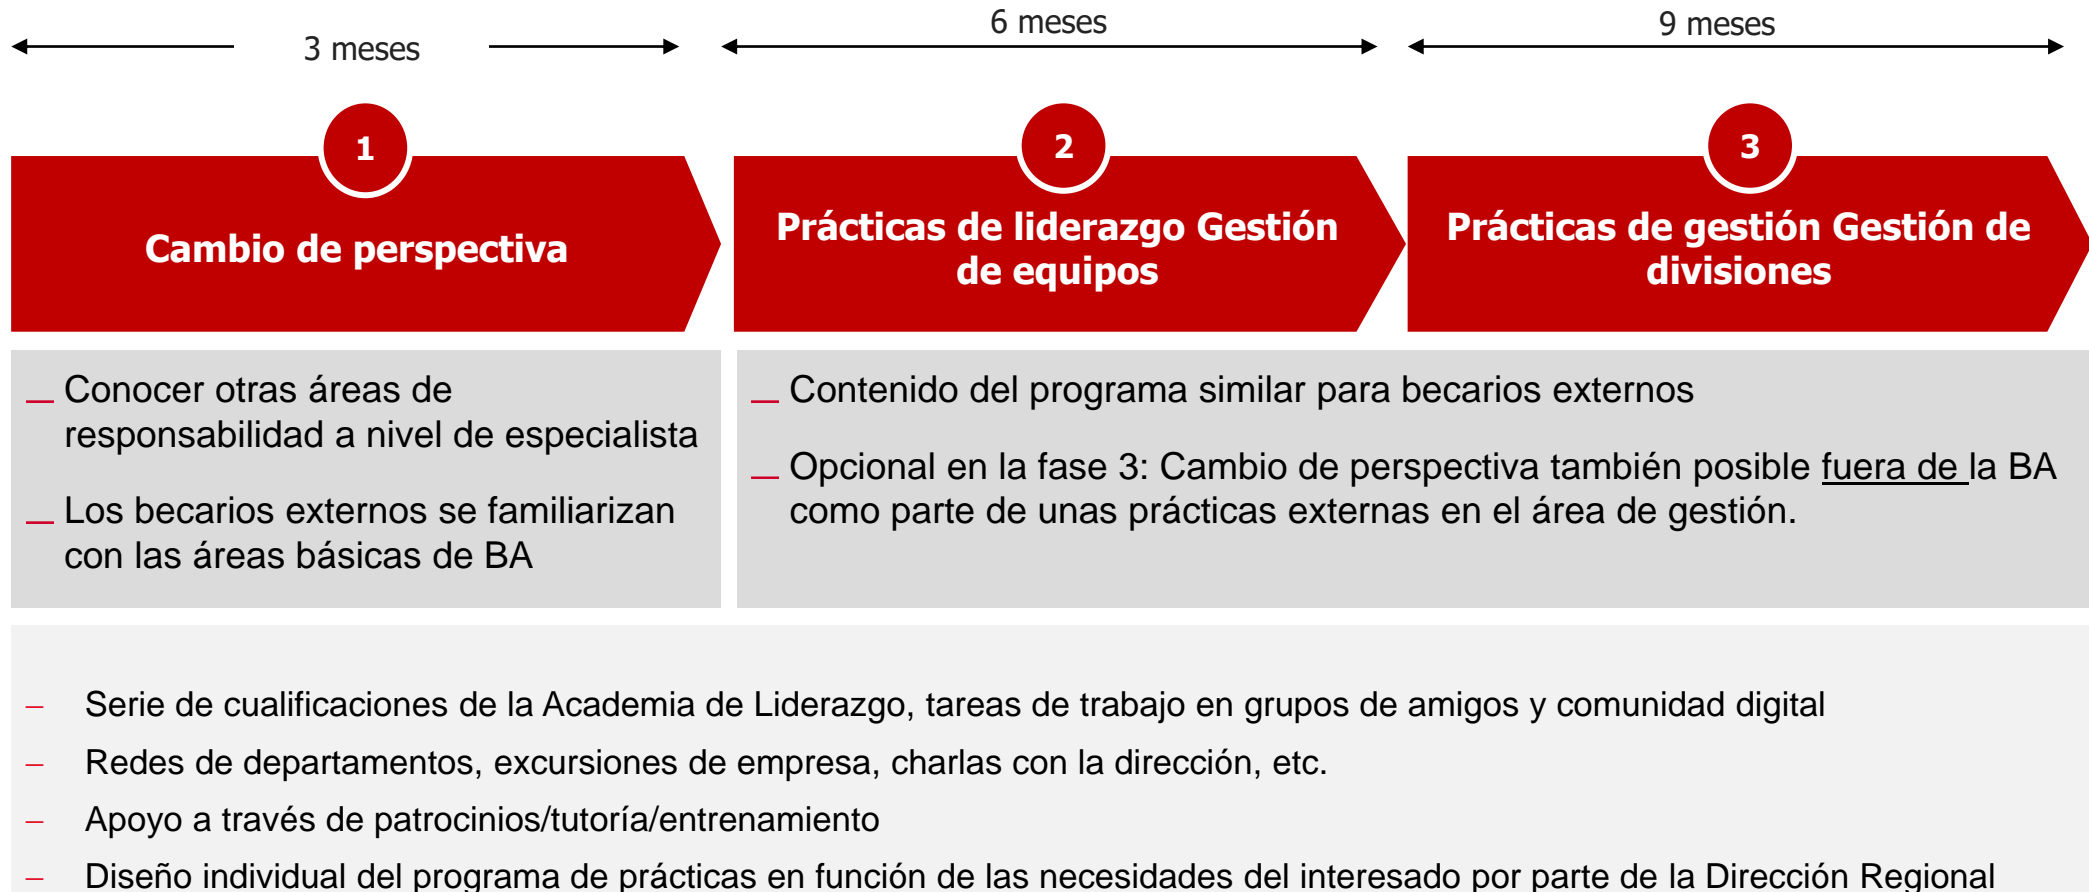 3 meses
6 meses
9 meses
1
2
3
Cambio de perspectiva
Prácticas de liderazgo Gestión
de equipos
Prácticas de gestión Gestión de
divisiones
Conocer otras áreas de
responsabilidad a nivel de especialista
Los becarios externos se familiarizan
con las áreas básicas de BA
Contenido del programa similar para becarios externos
Opcional en la fase 3: Cambio de perspectiva también posible fuera de la BA
como parte de unas prácticas externas en el área de gestión.
– Serie de cualificaciones de la Academia de Liderazgo, tareas de trabajo en grupos de amigos y comunidad digital
– Redes de departamentos, excursiones de empresa, charlas con la dirección, etc.
– Apoyo a través de patrocinios/tutoría/entrenamiento
– Diseño individual del programa de prácticas en función de las necesidades del interesado por parte de la Dirección Regional